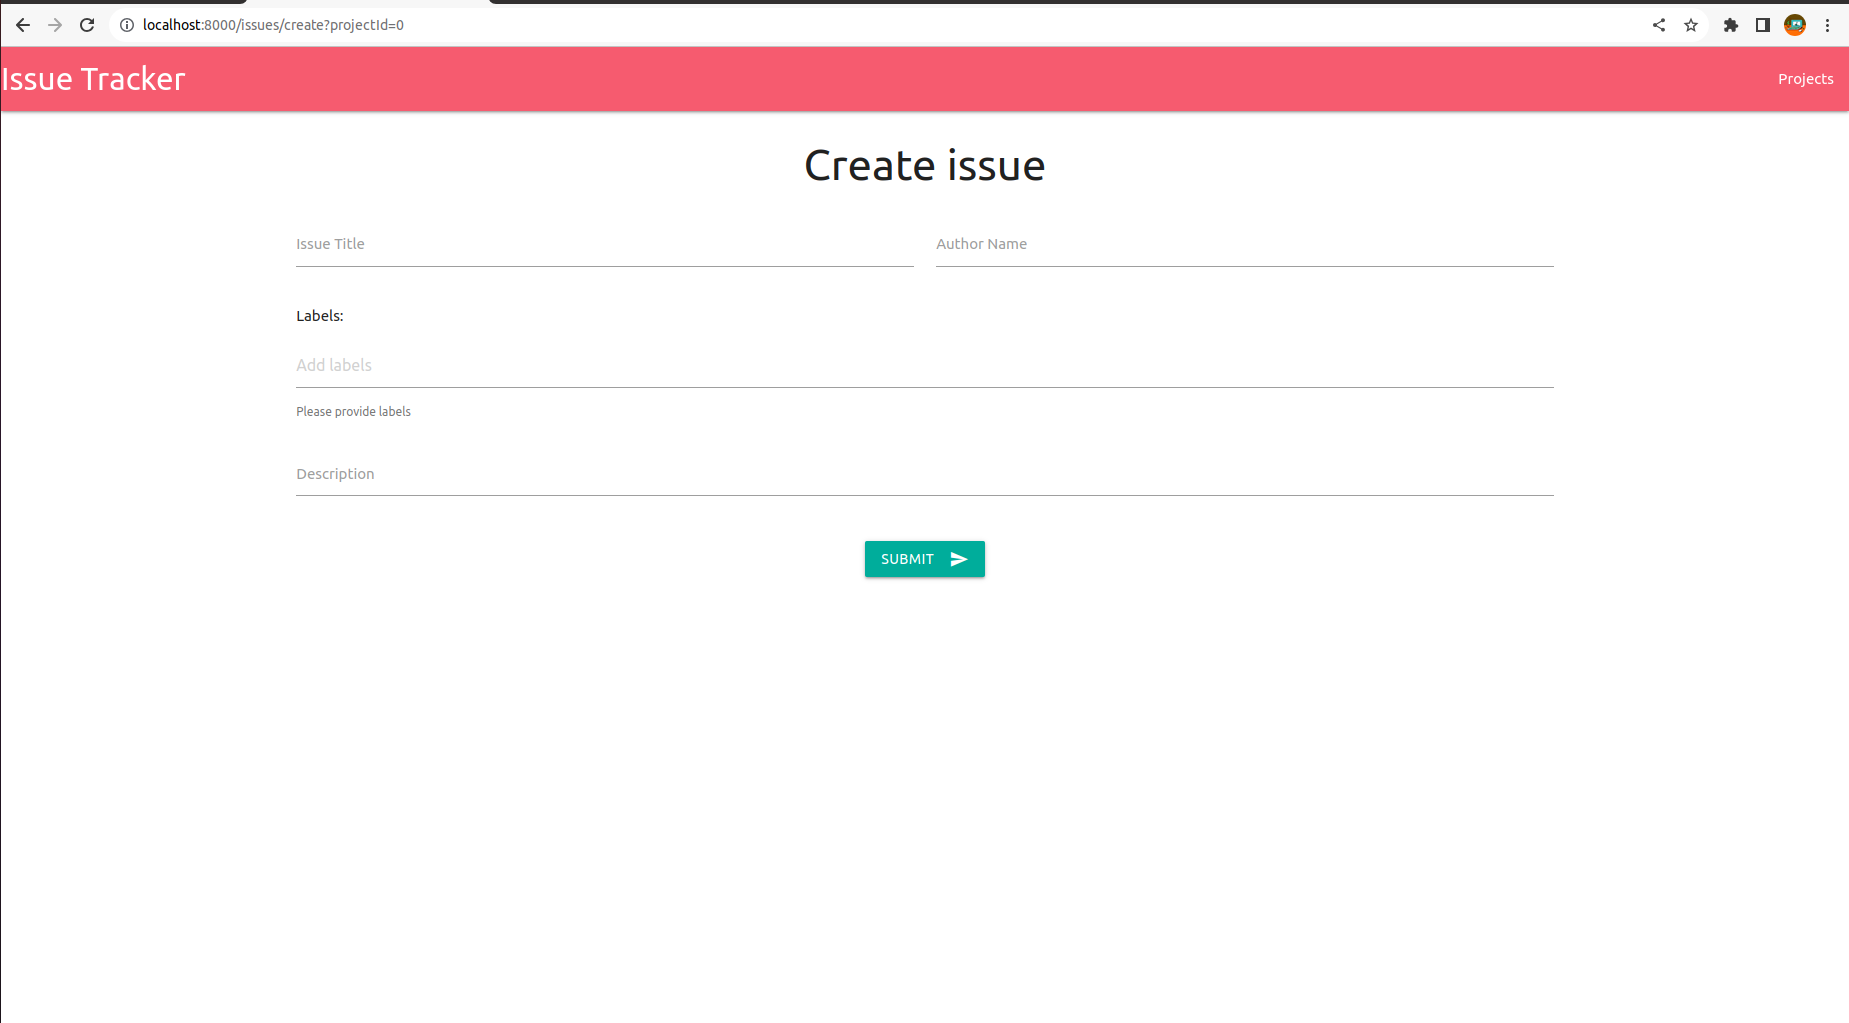 localhost:8000/issues/create?projectId=0
Issue Tracker
Projects
Create issue
Issue Title
Author Name
Labels:
Add labels
Please provide labels
Description
SUBMIT